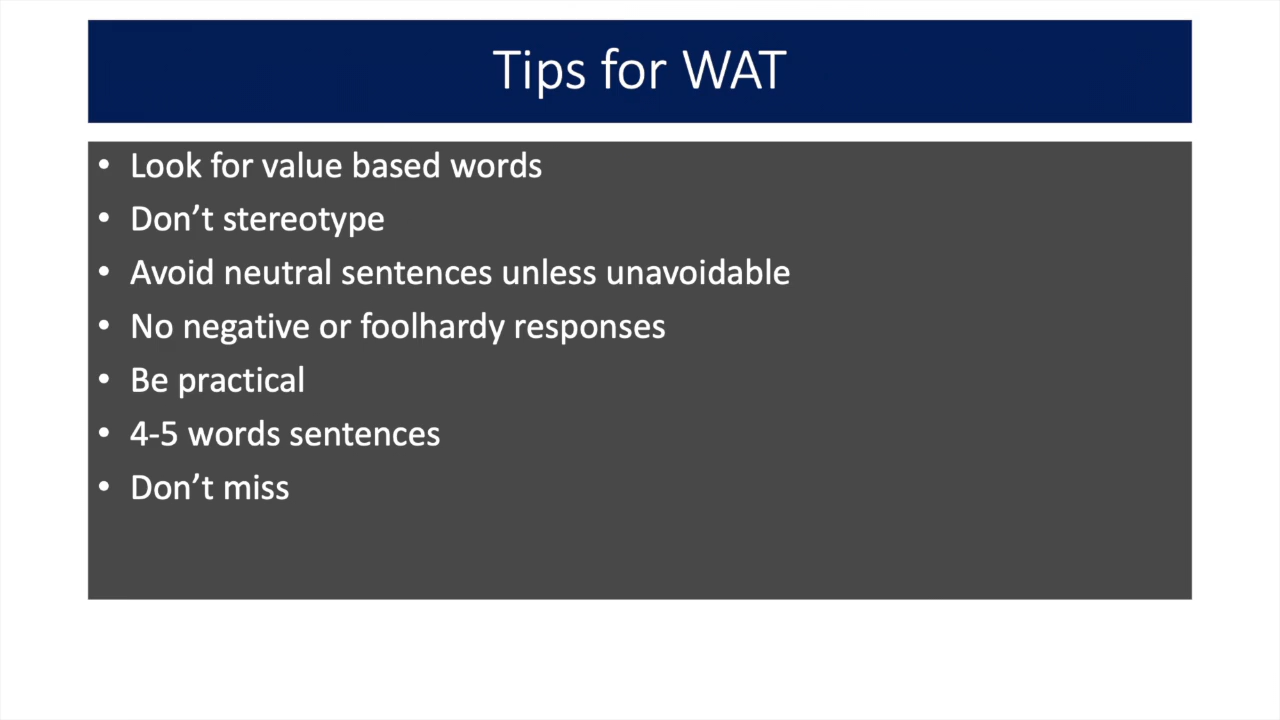 Tips for WAT
• Look for value based words
• Don’t stereotype
• Avoid neutral sentences unless unavoidable
• No negative or foolhardy responses
• Be practical
• 4-5 words sentences
• Don’t miss